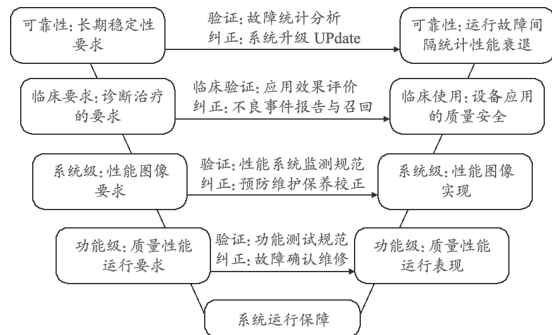 可靠性:长期稳定性
要求
验证:故障统计分析
纠正:系统升级 UPdate
可靠性:运行故障间
隔统计性能衰退
临床要求:诊断治疗
的要求
临床验证:应用效果评价
纠正:不良事件报告与召回
临床使用:设备应用
的质量安全
系统级:性能图像
要求
验证:性能系统监测规范
纠正:预防维护保养校正
系统级:性能图像
实现
功能级:质量性能
运行要求
验证:功能测试规范
纠正:故障确认维修
功能级:质量性能
运行表现
系统运行保障